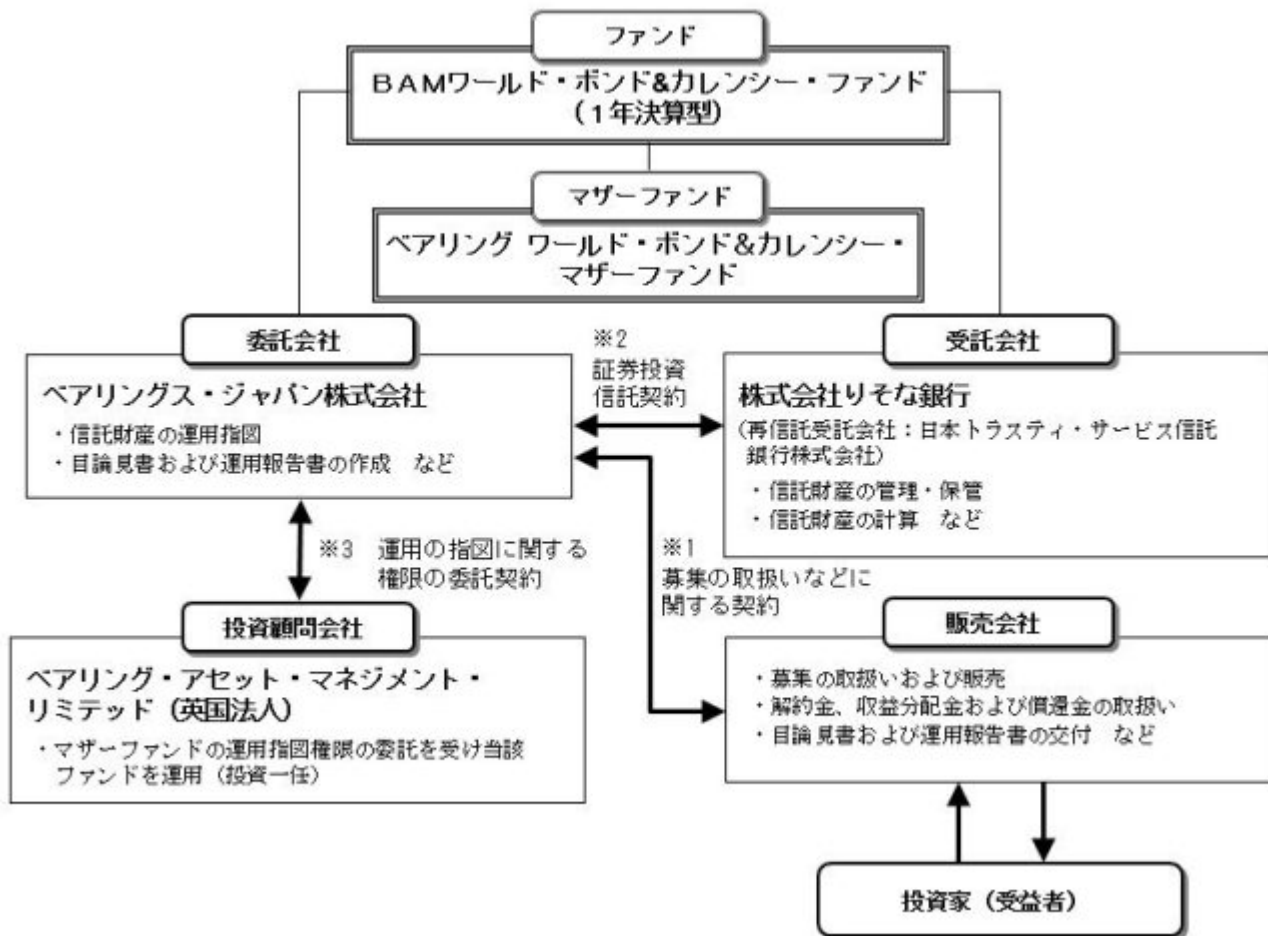 ファンド
BAMワールド・ボンド&カレンシー・ファンド
(1年決算型)
マザーファンド
ベアリング ワールド・ボンド&カレンシー・
マザーファンド
委託会社
ベアリングス・ジャパン株式会社
・信託財産の運用指図
・目論見書および運用報告書の作成 など
※2
証券投資
信託契約
受託会社
株式会社りそな銀行
(再信託受託会社:日本トラスティ・サービス信託
銀行株式会社)
・信託財産の管理・保管
・信託財産の計算 など
※3 運用の指図に関する
権限の委託契約
※1
募集の取扱いなどに
関する契約
投資顧問会社
ベアリング・アセット・マネジメント・
リミテッド(英国法人)
・マザーファンドの運用指図権限の委託を受け当該
ファンドを運用(投資一任)
販売会社
・募集の取扱いおよび販売
・解約金、収益分配金および償還金の取扱い
・目論見書および運用報告書の交付 など
投資家(受益者)